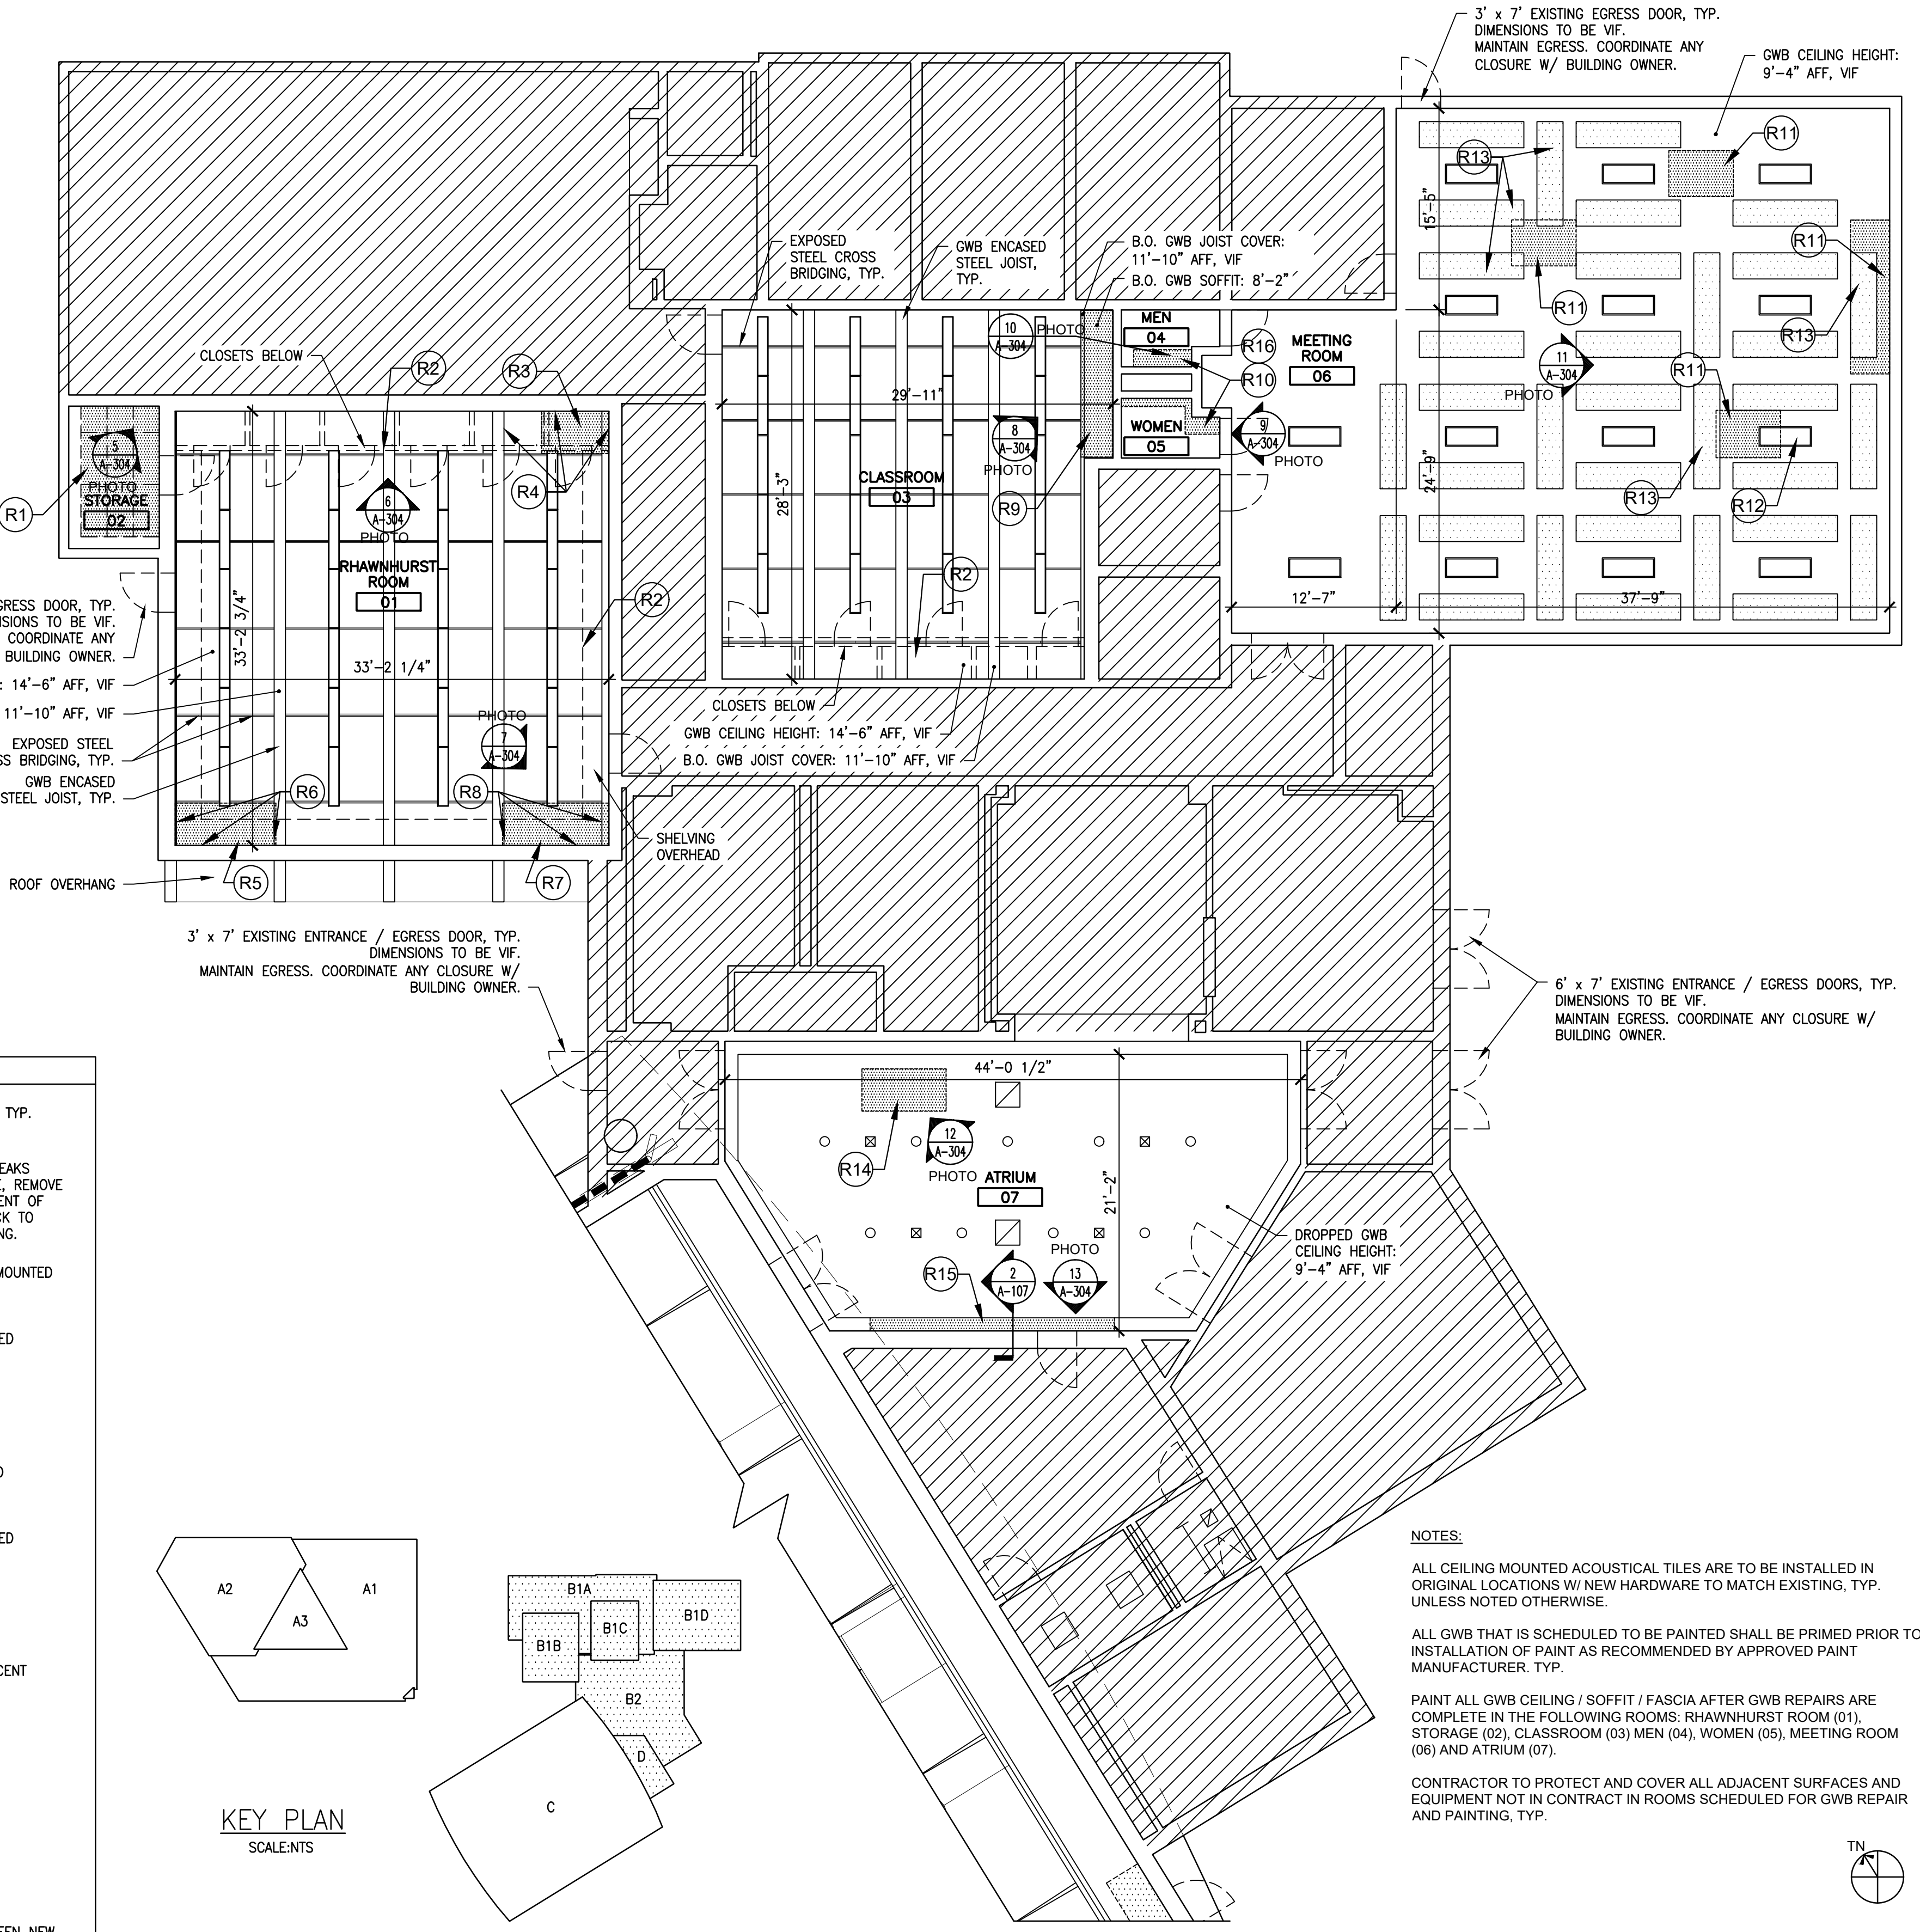 3' x 7' EXISTING EGRESS DOOR, TYP.
DIMENSIONS TO BE VIF.
MAINTAIN EGRESS. COORDINATE ANY
CLOSURE W/ BUILDING OWNER.
GWB CEILING HEIGHT:
9'-4" AFF, VIF
R11
R13
15'-5"
R11
R11
R13
EXPOSED
STEEL CROSS
BRIDGING, TYP.
GWB ENCASED
STEEL JOIST,
TYP.
B.O. GWB JOIST COVER:
11'-10" AFF, VIF
B.O. GWB SOFFIT: 8'-2"
10
A-304
PHOTO
MEN
04
R16
R10
MEETING
ROOM
06
11
A-304
PHOTO
R11
CLOSETS BELOW
R2
R3
29'-11"
8
A-304
PHOTO
WOMEN
05
9
A-304
PHOTO
5
A-304
PHOTO
STORAGE
02
R1
R4
6
A-304
PHOTO
CLASSROOM
03
28'-3"
R9
24'-9"
R13
R12
RHAWNHURST
ROOM
01
R2
R2
12'-7"
37'-9"
GRESS DOOR, TYP.
NSIONS TO BE VIF.
COORDINATE ANY
BUILDING OWNER.
33'-2 3/4"
33'-2 1/4"
: 14'-6" AFF, VIF
11'-10" AFF, VIF
EXPOSED STEEL
SS BRIDGING, TYP.
GWB ENCASED
STEEL JOIST, TYP.
PHOTO
7
A-304
CLOSETS BELOW
GWB CEILING HEIGHT: 14'-6" AFF, VIF
B.O. GWB JOIST COVER: 11'-10" AFF, VIF
R6
R8
SHELVING
OVERHEAD
ROOF OVERHANG
R5
R7
3' x 7' EXISTING ENTRANCE / EGRESS DOOR, TYP.
DIMENSIONS TO BE VIF.
MAINTAIN EGRESS. COORDINATE ANY CLOSURE W/
BUILDING OWNER.
6' x 7' EXISTING ENTRANCE / EGRESS DOORS, TYP.
DIMENSIONS TO BE VIF.
MAINTAIN EGRESS. COORDINATE ANY CLOSURE W/
BUILDING OWNER.
44'-0 1/2"
12
A-304
PHOTO
R14
ATRIUM
07
21'-2"
DROPPED GWB
CEILING HEIGHT:
9'-4" AFF, VIF
R15
2
A-107
PHOTO
13
A-304
TYP.
EAKS
E, REMOVE
ENT OF
CK TO
NG.
MOUNTED
ED
D
ED
CENT
EEN NEW
A2
A1
A3
B1A
B1D
B1C
B1B
B2
D
C
KEY PLAN
SCALE:NTS
NOTES:
ALL CEILING MOUNTED ACOUSTICAL TILES ARE TO BE INSTALLED IN
ORIGINAL LOCATIONS W/ NEW HARDWARE TO MATCH EXISTING, TYP.
UNLESS NOTED OTHERWISE.
ALL GWB THAT IS SCHEDULED TO BE PAINTED SHALL BE PRIMED PRIOR TO
INSTALLATION OF PAINT AS RECOMMENDED BY APPROVED PAINT
MANUFACTURER. TYP.
PAINT ALL GWB CEILING / SOFFIT / FASCIA AFTER GWB REPAIRS ARE
COMPLETE IN THE FOLLOWING ROOMS: RHAWNHURST ROOM (01),
STORAGE (02), CLASSROOM (03) MEN (04), WOMEN (05), MEETING ROOM
(06) AND ATRIUM (07).
CONTRACTOR TO PROTECT AND COVER ALL ADJACENT SURFACES AND
EQUIPMENT NOT IN CONTRACT IN ROOMS SCHEDULED FOR GWB REPAIR
AND PAINTING, TYP.
TN